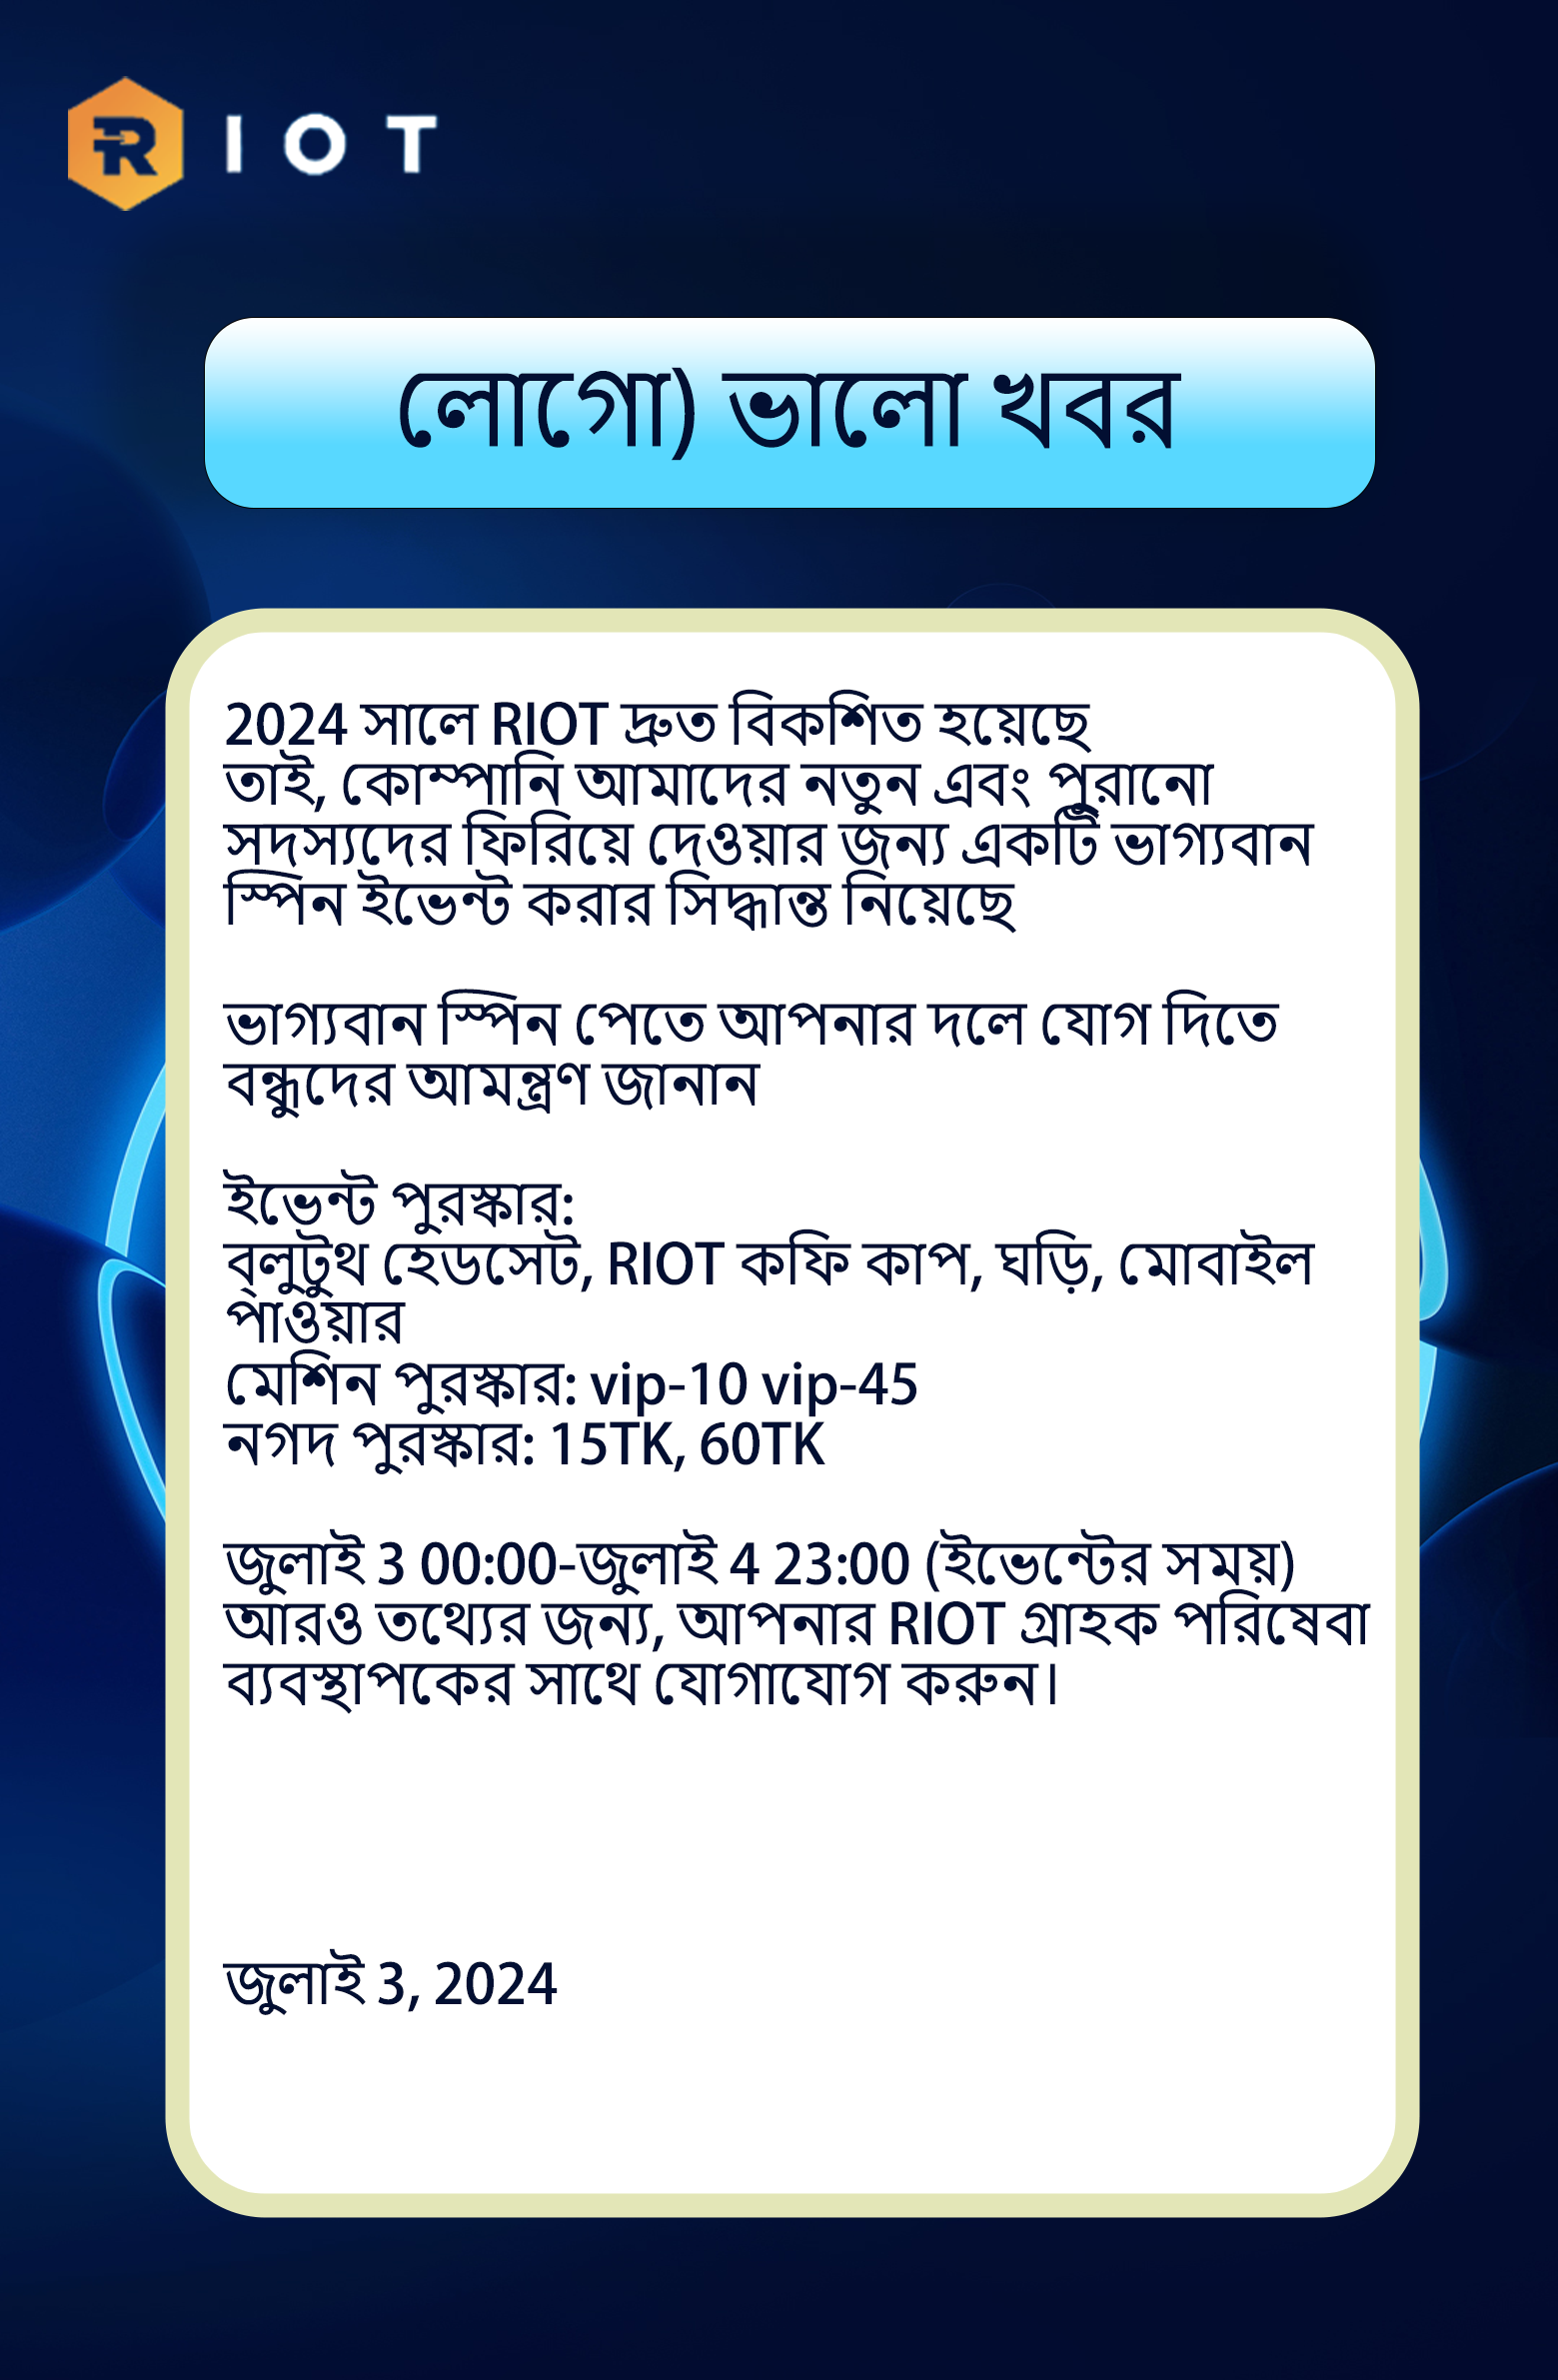 RIOT
লোগো) ভালো খবর
2024 সালে RIOT দ্রুত বিকশিত হয়েছে
তাই, কোম্পানি আমাদের নতুন এবং পুরানো
সদস্যদের ফিরিয়ে দেওয়ার জন্য একটি ভাগ্যবান
স্পিন ইভেন্ট করার সিদ্ধান্ত নিয়েছে
ভাগ্যবান স্পিন পেতে আপনার দলে যোগ দিতে
বন্ধুদের আমন্ত্রণ জানান
ইভেন্ট পুরস্কার:
ব্লুটুথ হেডসেট, RIOT কফি কাপ, ঘড়ি, মোবাইল
পাওয়ার
মেশিন পুরস্কার: vip-10 vip-45
নগদ পুরস্কার: 15TK, 60TK
জুলাই 3 00:00-জুলাই 4 23:00 (ইভেন্টের সময়)
আরও তথ্যের জন্য, আপনার RIOT গ্রাহক পরিষেবা
ব্যবস্থাপকের সাথে যোগাযোগ করুন।
জুলাই 3, 2024